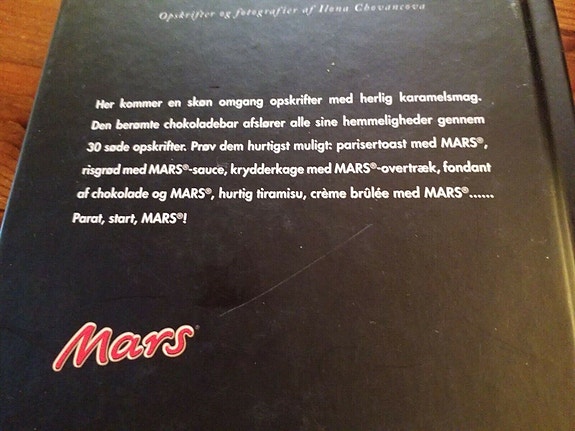 Opskrifter og fotografier af Ilona Chovancova
Her kommer en skøn omgang opskrifter med herlig karamelsmag.
Den berømte chokoladebar afslører alle sine hemmeligheder gennem
30 søde opskrifter. Prøv dem hurtigst muligt: parisertoast med MARS®,
risgrød med MARS®-sauce, krydderkage med MARS®-overtræk, fondant
af chokolade og MARS®, hurtig tiramisu, crème brûlée med MARS®......
Parat, start, MARS®!
Mars®